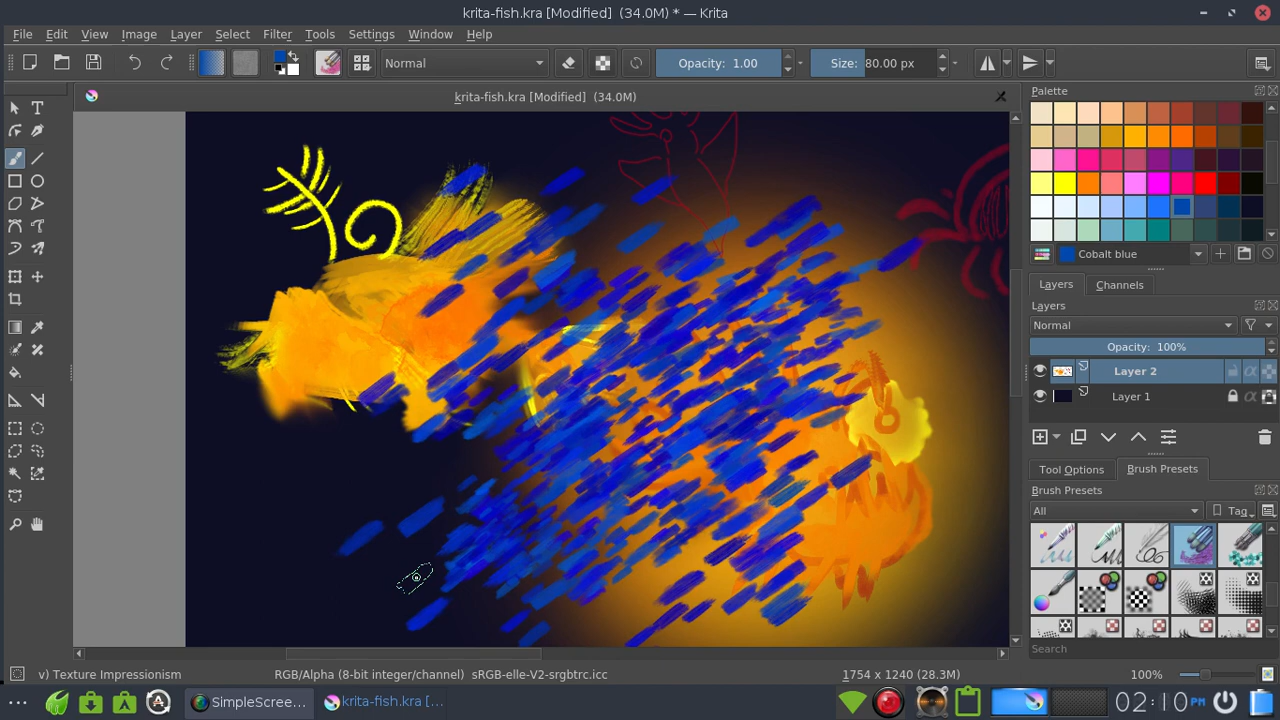 krita-fish.kra [Modified]  (34.0M) * — Krita
File Edit View Image Layer Select Filter Tools Settings Window Help
Normal Opacity: 1.00 Size: 80.00 px
krita-fish.kra [Modified]  (34.0M)
Palette
Cobalt blue
Layers Channels
Layers
Normal
Opacity: 100%
Layer 2
Layer 1
Tool Options Brush Presets
Brush Presets
All Tag
Search
v) Texture Impressionism RGB/Alpha (8-bit integer/channel) sRGB-elle-V2-srgbtrc.icc 1754 x 1240 (28.3M) 100%
SimpleScree... krita-fish.kra [... 02:10 PM